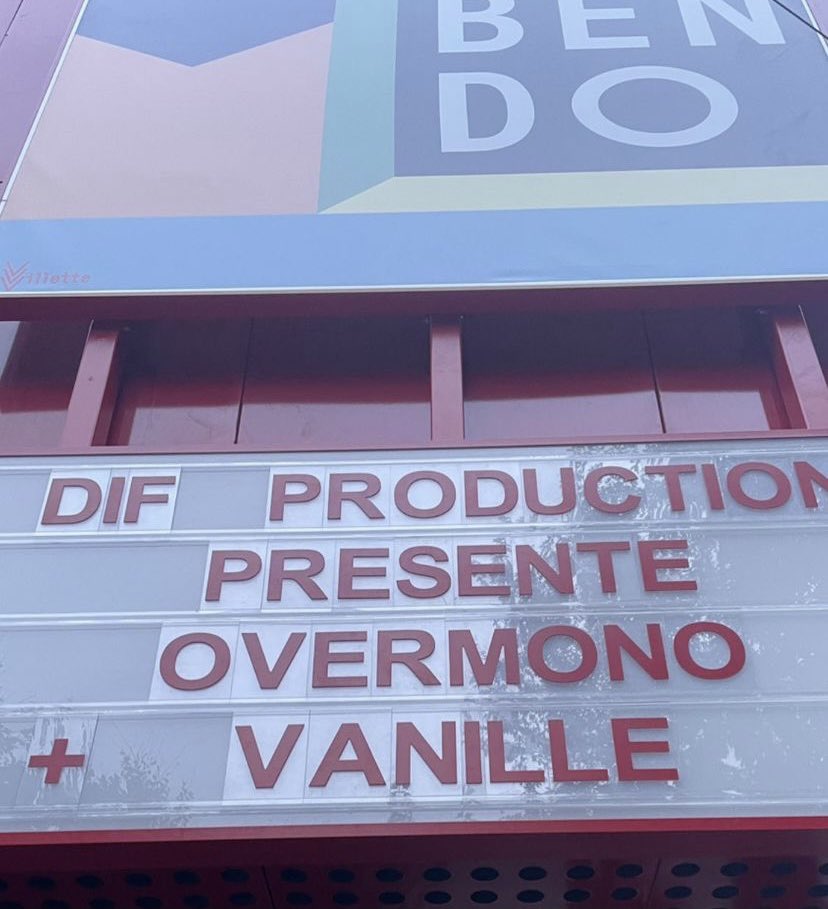 BEN
DO
Villette
DIF PRODUCTION
PRESENTE
OVERMONO
+ VANILLE